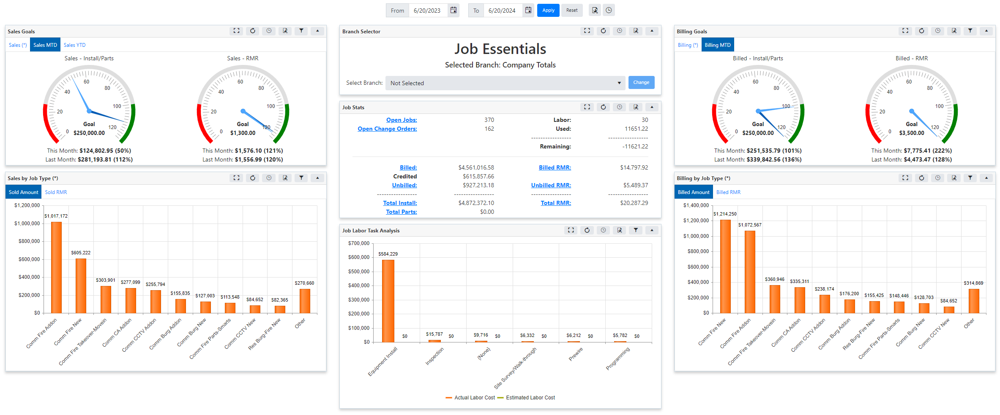 From 6/20/2023 To 6/20/2024 Apply Reset
Sales Goals
Sales (*) Sales MTD Sales YTD
Sales - Install/Parts
0 20 40 60 80 100 120
Goal
$250,000.00
This Month: $124,802.95 (50%)
Last Month: $281,193.81 (112%)
Sales - RMR
0 20 40 60 80 100 120
Goal
$1,300.00
This Month: $1,576.10 (121%)
Last Month: $1,556.99 (120%)
Sales by Job Type (*)
Sold Amount Sold RMR
$1,200,000
$1,000,000
$800,000
$600,000
$400,000
$200,000
$0
$1,017,172
$605,222
$303,901
$277,099
$255,794
$155,835
$127,003
$113,548
$84,652
$82,365
$270,660
Comm Fire Addon
Comm Fire New
Comm Fire Takeover-Movein
Comm CA Addon
Comm CCTV Addon
Comm Burg Addon
Comm Burg New
Comm Fire Parts-Smarts
Comm CCTV New
Res Burg-Fire New
Other
Branch Selector
Job Essentials
Selected Branch: Company Totals
Select Branch: Not Selected Change
Job Stats
Open Jobs: 370 Labor: 30
Open Change Orders: 162 Used: 11651.22
---------------- ----------------
Remaining: -11621.22
Billed: $4,561,016.58 Billed RMR: $14,797.92
Credited $615,857.66
Unbilled: $927,213.18 Unbilled RMR: $5,489.37
---------------- ---------------- ---------------- ----------------
Total Install: $4,872,372.10 Total RMR: $20,287.29
Total Parts: $0.00
Job Labor Task Analysis
$700,000
$600,000
$500,000
$400,000
$300,000
$200,000
$100,000
$0
$584,229 $0
$15,787 $0
$9,716 $0
$6,332 $0
$6,212 $0
$5,782 $0
Equipment Install
Inspection
{None}
Site Survey/Walk-through
Prewire
Programming
Actual Labor Cost Estimated Labor Cost
Billing Goals
Billing (*) Billing MTD
Billed - Install/Parts
0 20 40 60 80 100 120
Goal
$250,000.00
This Month: $251,535.79 (101%)
Last Month: $339,842.56 (136%)
Billed - RMR
0 20 40 60 80 100 120
Goal
$3,500.00
This Month: $7,775.41 (222%)
Last Month: $4,473.47 (128%)
Billing by Job Type (*)
Billed Amount Billed RMR
$1,400,000
$1,200,000
$1,000,000
$800,000
$600,000
$400,000
$200,000
$0
$1,214,250
$1,072,567
$360,946
$335,311
$238,174
$176,200
$155,425
$148,446
$128,703
$84,652
$314,869
Comm Fire New
Comm Fire Addon
Comm Fire Takeover-Movein
Comm CA Addon
Comm CCTV Addon
Comm Burg Addon
Res Burg-Fire New
Comm Fire Parts-Smarts
Comm Burg New
Comm CCTV New
Other